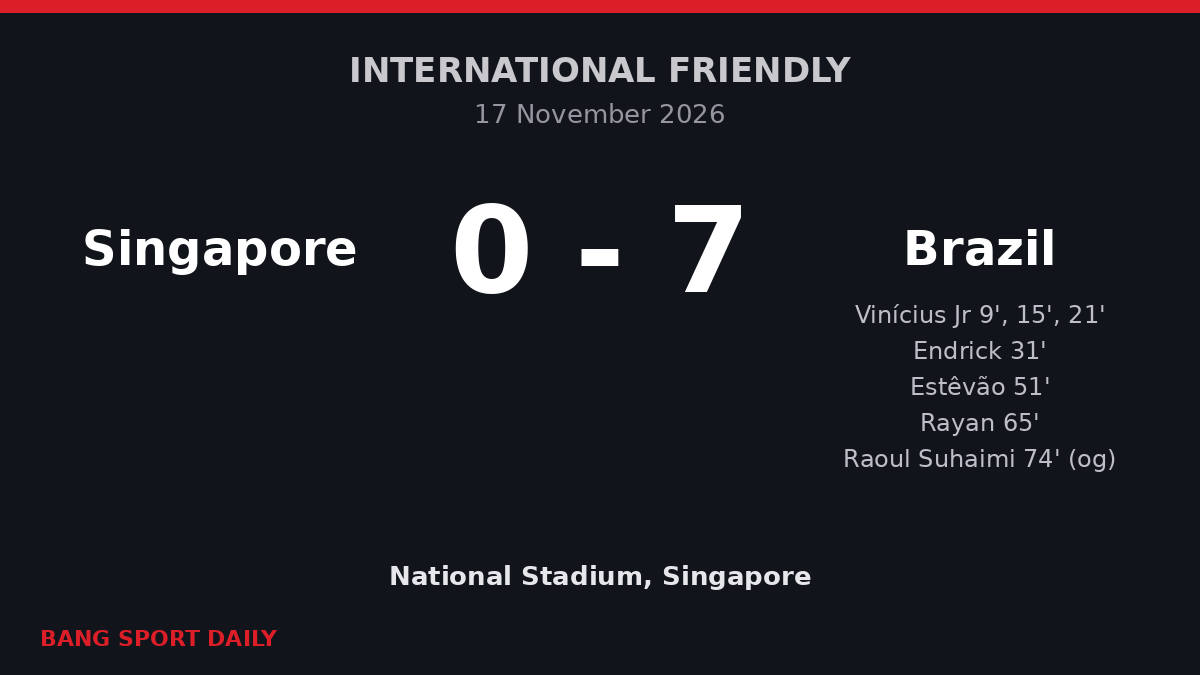 INTERNATIONAL FRIENDLY
17 November 2026
Singapore 0 - 7 Brazil
Vinícius Jr 9', 15', 21'
Endrick 31'
Estêvão 51'
Rayan 65'
Raoul Suhaimi 74' (og)
National Stadium, Singapore
BANG SPORT DAILY